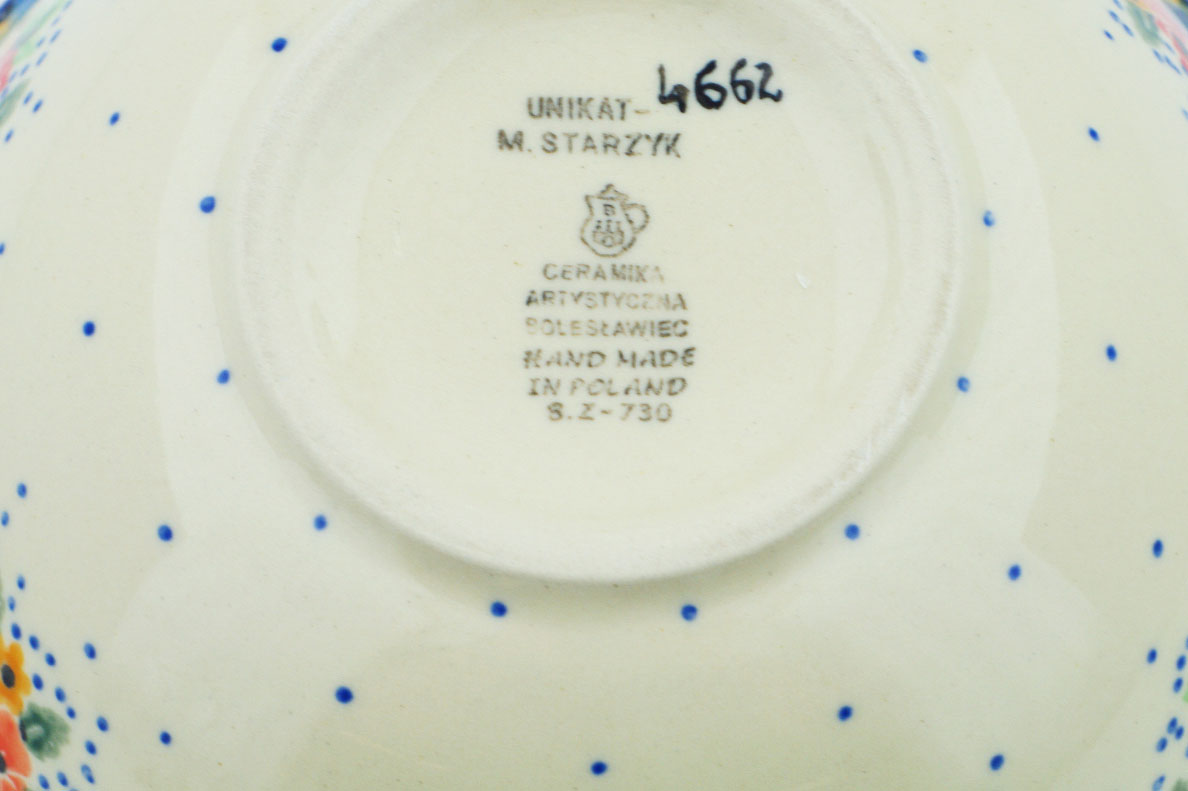 UNIKAT- 4662
M. STARZYK
B
CERAMIKA
ARTYSTYCZNA
BOLESŁAWIEC
HAND MADE
IN POLAND
S.Z-730